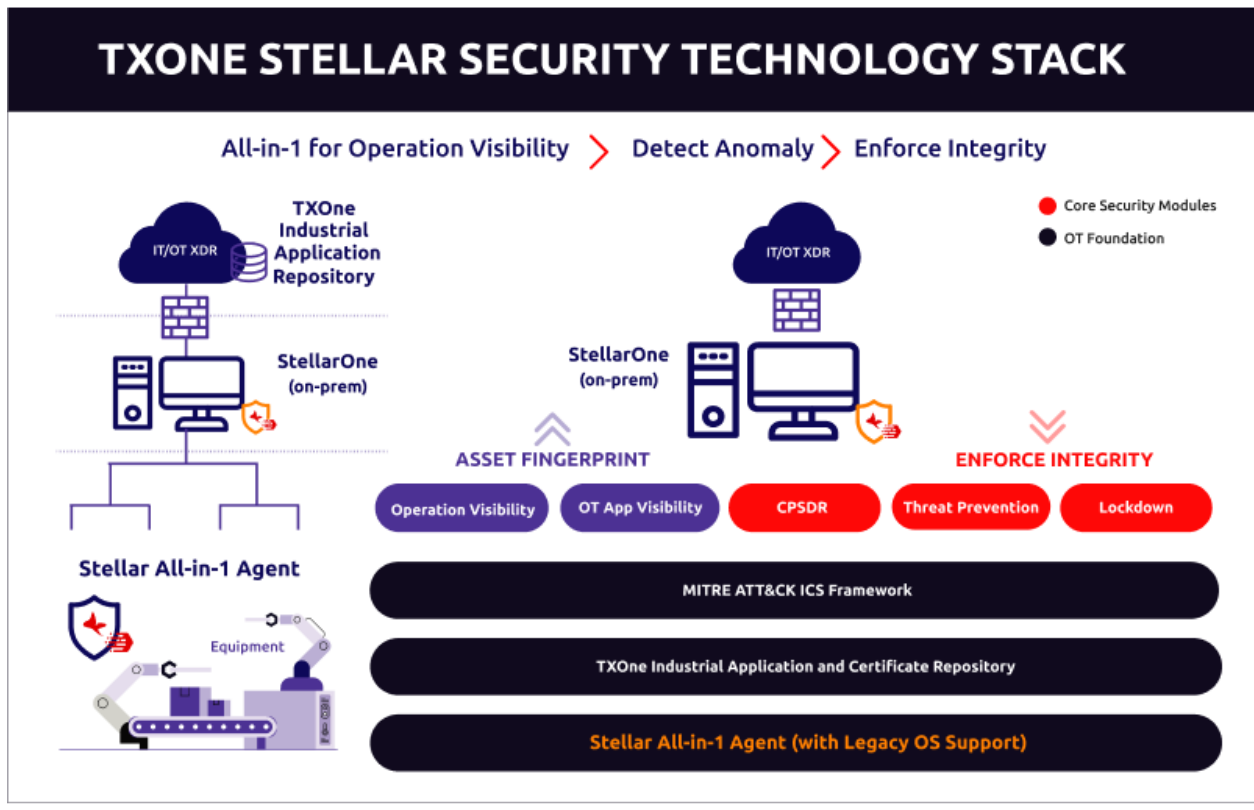 TXONE STELLAR SECURITY TECHNOLOGY STACK
All-in-1 for Operation Visibility
Detect Anomaly
Enforce Integrity
IT/OT XDR
TXOne
Industrial
Application
Repository
StellarOne
(on-prem)
Stellar All-in-1 Agent
Equipment
IT/OT XDR
Core Security Modules
OT Foundation
StellarOne
(on-prem)
ASSET FINGERPRINT
ENFORCE INTEGRITY
Operation Visibility
OT App Visibility
CPSDR
Threat Prevention
Lockdown
MITRE ATT&CK ICS Framework
TXOne Industrial Application and Certificate Repository
Stellar All-in-1 Agent (with Legacy OS Support)